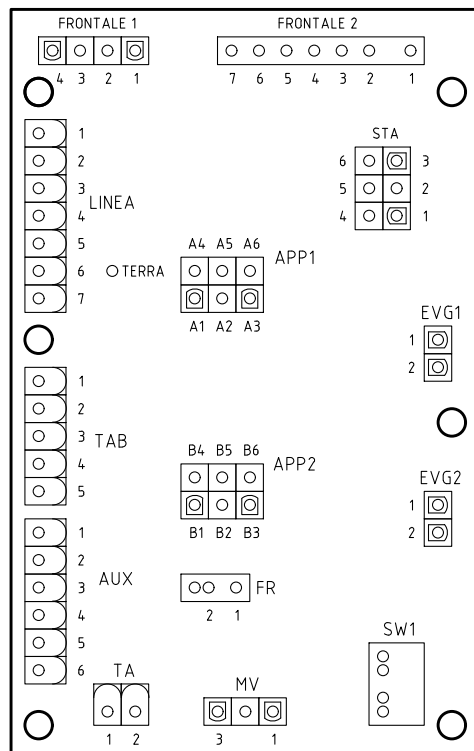 FRONTALE 1
FRONTALE 2
4 3 2 1
7 6 5 4 3 2 1
STA
6 3
5 2
4 1
LINEA
1
2
3
4
5
6
7
TERRA
A4 A5 A6
APP1
A1 A2 A3
EVG1
1
2
TAB
1
2
3
4
5
B4 B5 B6
APP2
B1 B2 B3
EVG2
1
2
AUX
1
2
3
4
5
6
FR
2 1
SW1
TA
1 2
MV
3 1